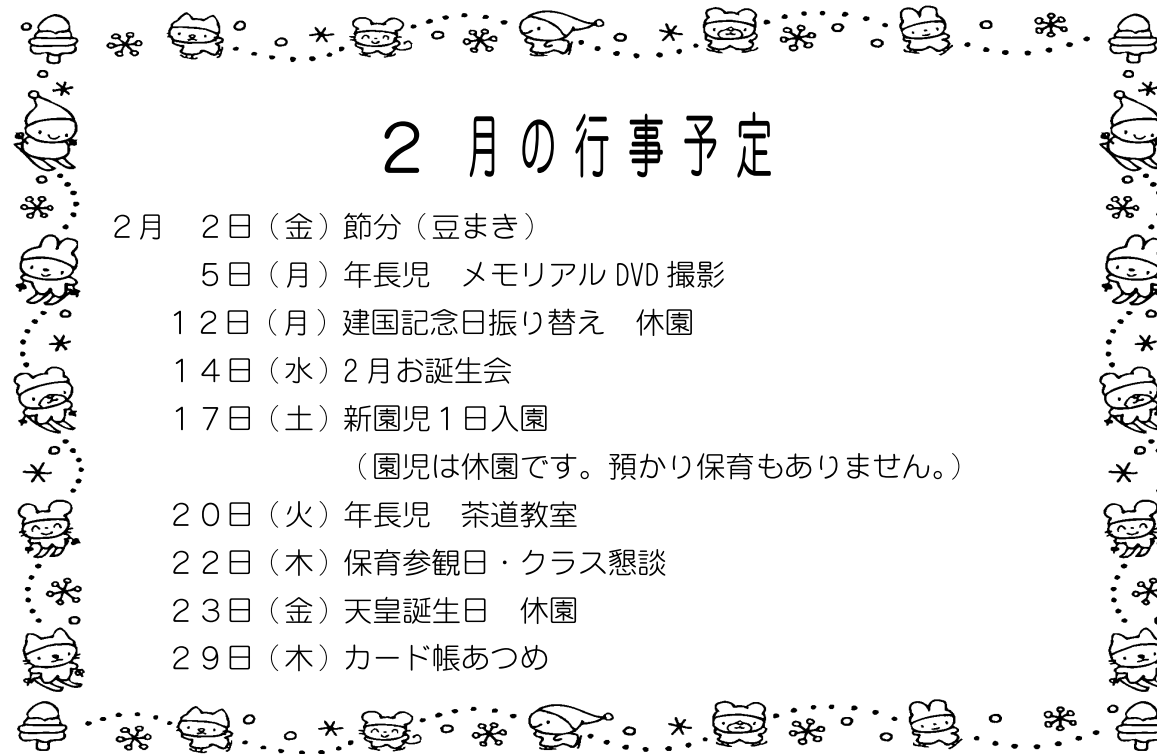 ２月の行事予定
２月　２日（金）節分（豆まき）
５日（月）年長児　メモリアルDVD撮影
１２日（月）建国記念日振り替え　休園
１４日（水）2月お誕生会
１７日（土）新園児１日入園
（園児は休園です。預かり保育もありません。）
２０日（火）年長児　茶道教室
２２日（木）保育参観日・クラス懇談
２３日（金）天皇誕生日　休園
２９日（木）カード帳あつめ